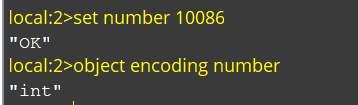 local:2>set number 10086
"OK"
local:2>object encoding number
"int"